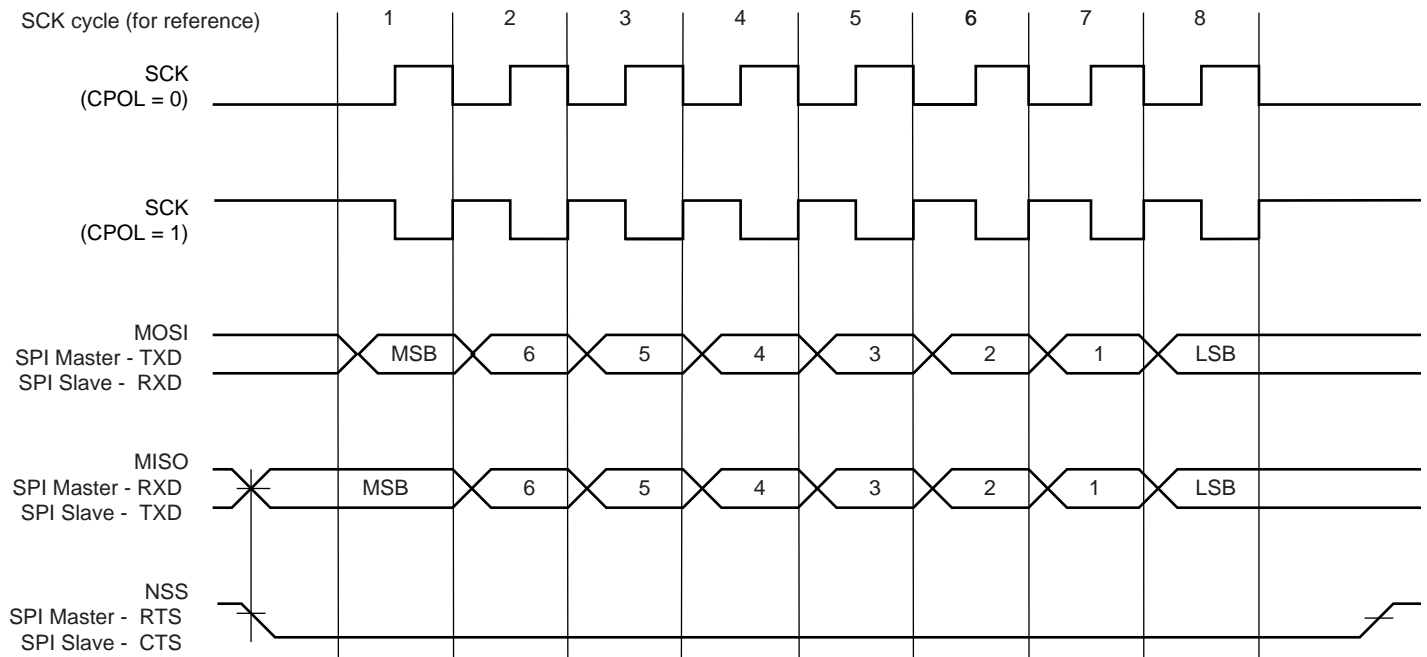 SCK cycle (for reference) 1 2 3 4 5 6 7 8
SCK
(CPOL = 0)
SCK
(CPOL = 1)
MOSI
SPI Master - TXD
SPI Slave - RXD
MSB 6 5 4 3 2 1 LSB
MISO
SPI Master - RXD
SPI Slave - TXD
MSB 6 5 4 3 2 1 LSB
NSS
SPI Master - RTS
SPI Slave - CTS